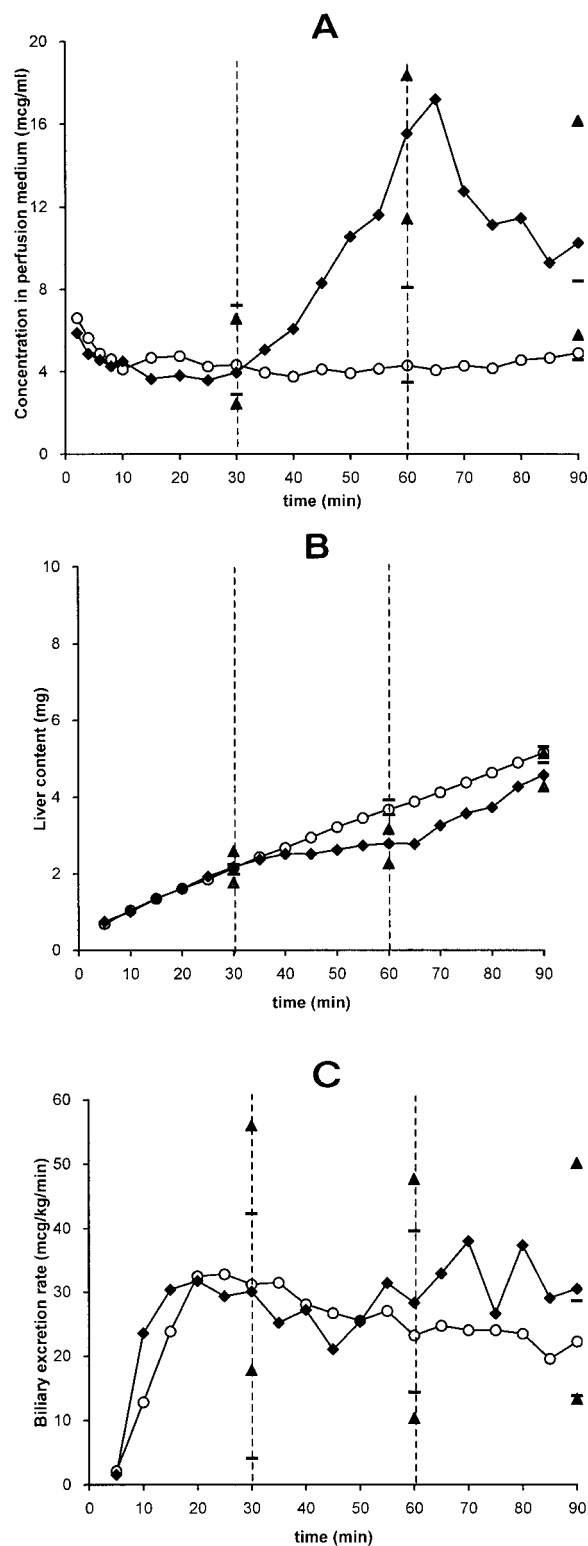 A
Concentration in perfusion medium (mcg/ml)
20
16
12
8
4
0
0 10 20 30 40 50 60 70 80 90
time (min)
B
Liver content (mg)
10
8
6
4
2
0
0 10 20 30 40 50 60 70 80 90
time (min)
C
Biliary excretion rate (mcg/kg/min)
60
50
40
30
20
10
0
0 10 20 30 40 50 60 70 80 90
time (min)